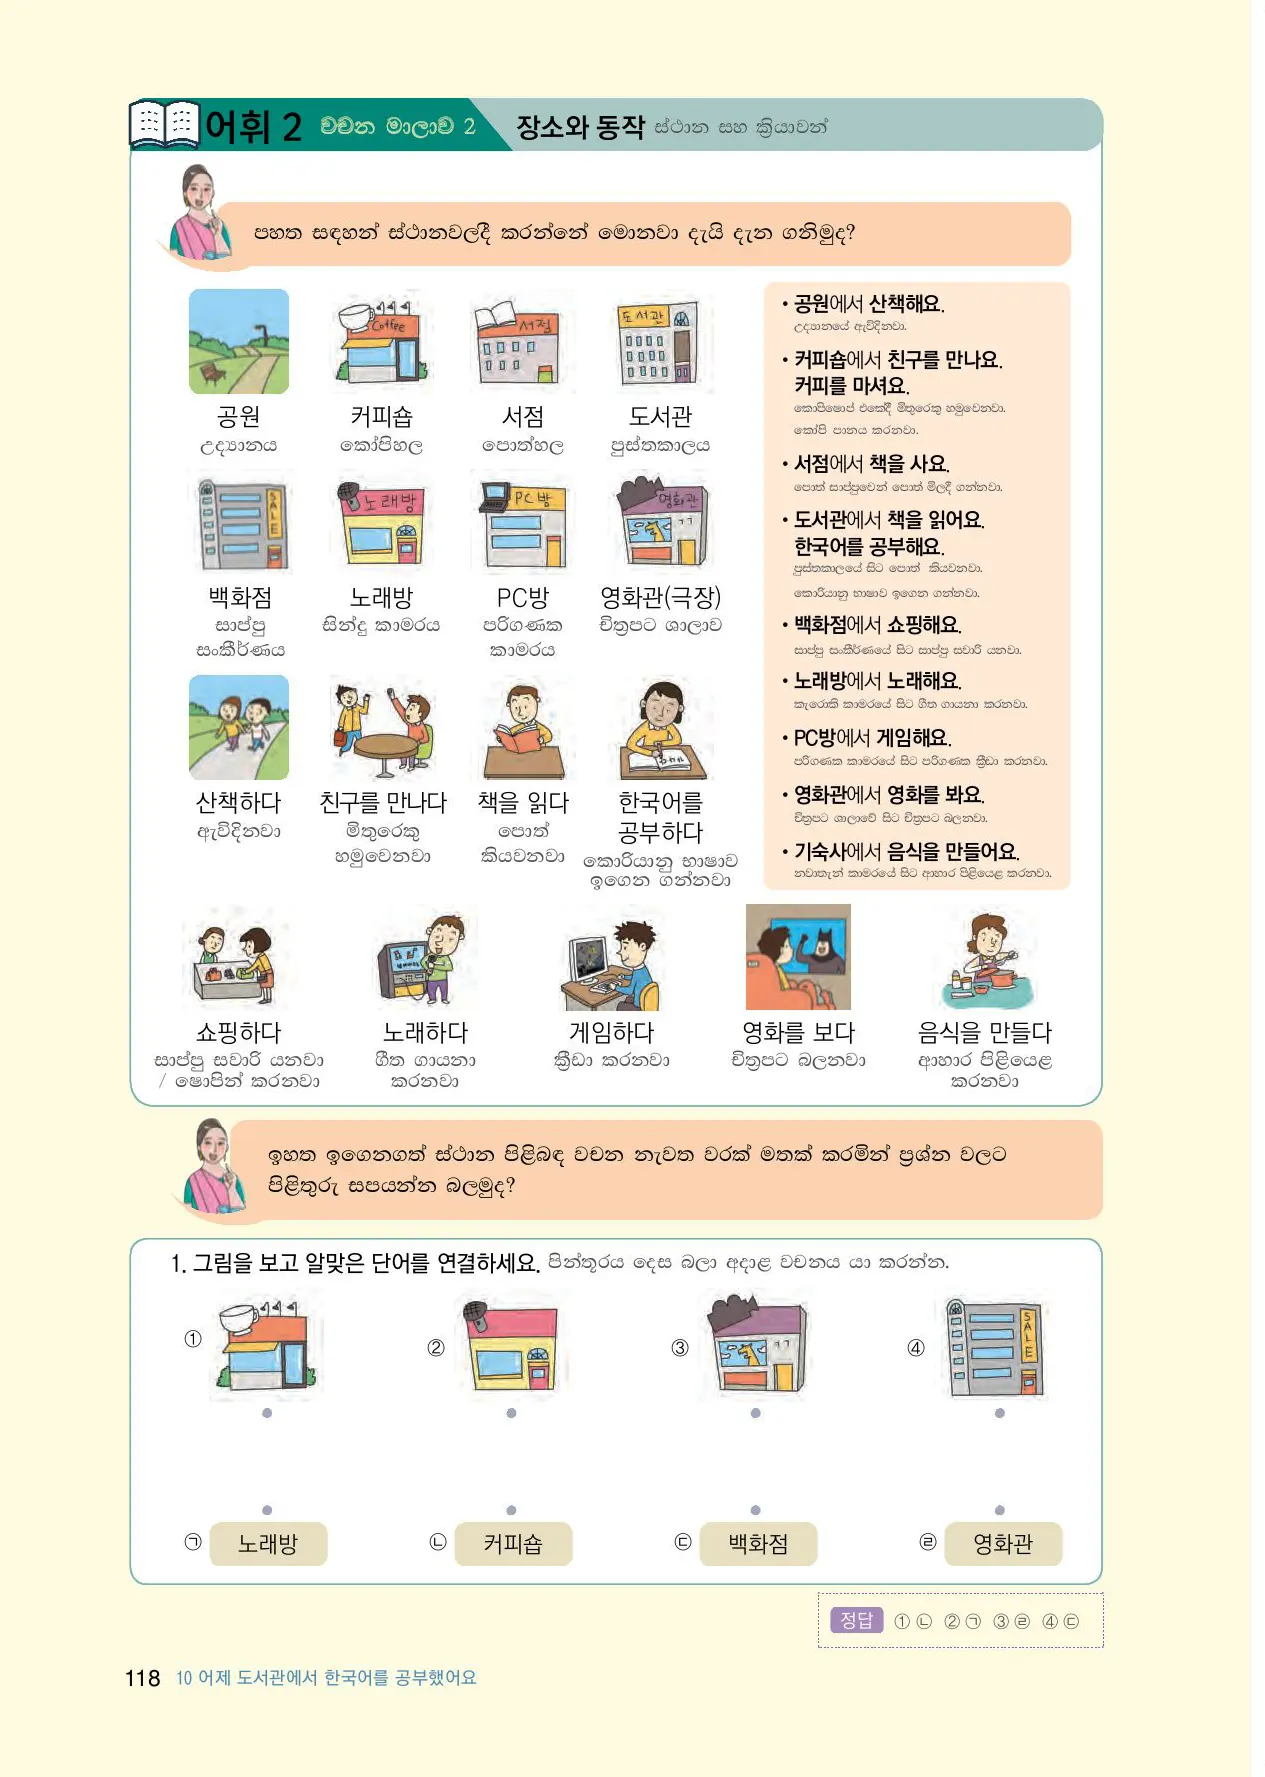 어휘 2 වචන මාලාව 2 장소와 동작 ස්ථාන සහ ක්‍රියාවන්
පහත සඳහන් ස්ථානවලදී කරන්නේ මොනවා දැයි දැන ගනිමුද?
Coffee 서점 도서관
공원 커피숍 서점 도서관
උද්‍යානය කෝපිහල පොත්හල පුස්තකාලය
SALE 노래방 PC방 영화관
백화점 노래방 PC방 영화관(극장)
සාප්පු සින්දු කාමරය පරිගණක චිත්‍රපට ශාලාව
සංකීර්ණය කාමරය
산책하다 친구를 만나다 책을 읽다 한국어를
공부하다
ඇවිදිනවා මිතුරෙකු පොත්
හමුවෙනවා කියවනවා කොරියානු භාෂාව
ඉගෙන ගන්නවා
• 공원에서 산책해요.
උද්‍යානයේ ඇවිදිනවා.
• 커피숍에서 친구를 만나요.
커피를 마셔요.
කොපිෂොප් එකේදී මිතුරෙකු හමුවෙනවා.
කෝපි පානය කරනවා.
• 서점에서 책을 사요.
පොත් සාප්පුවෙන් පොත් මිලදී ගන්නවා.
• 도서관에서 책을 읽어요.
한국어를 공부해요.
පුස්තකාලයේ සිට පොත් කියවනවා.
කොරියානු භාෂාව ඉගෙන ගන්නවා.
• 백화점에서 쇼핑해요.
සාප්පු සංකීර්ණයේ සිට සාප්පු සවාරි යනවා.
• 노래방에서 노래해요.
කැරොකි කාමරයේ සිට ගීත ගායනා කරනවා.
• PC방에서 게임해요.
පරිගණක කාමරයේ සිට පරිගණක ක්‍රීඩා කරනවා.
• 영화관에서 영화를 봐요.
චිත්‍රපට ශාලාවේ සිට චිත්‍රපට බලනවා.
• 기숙사에서 음식을 만들어요.
නවාතැන් කාමරයේ සිට ආහාර පිළියෙළ කරනවා.
쇼핑하다 노래하다 게임하다 영화를 보다 음식을 만들다
සාප්පු සවාරි යනවා ගීත ගායනා ක්‍රීඩා කරනවා චිත්‍රපට බලනවා ආහාර පිළියෙළ
/ ෂොපින් කරනවා කරනවා කරනවා
ඉහත ඉගෙනගත් ස්ථාන පිළිබඳ වචන නැවත වරක් මතක් කරමින් ප්‍රශ්න වලට
පිළිතුරු සපයන්න බලමුද?
1. 그림을 보고 알맞은 단어를 연결하세요. පින්තූරය දෙස බලා අදාළ වචනය යා කරන්න.
① ② ③ ④
SALE
㉠ 노래방 ㉡ 커피숍 ㉢ 백화점 ㉣ 영화관
정답 ① ㉡ ② ㉠ ③ ㉣ ④ ㉢
118 10 어제 도서관에서 한국어를 공부했어요